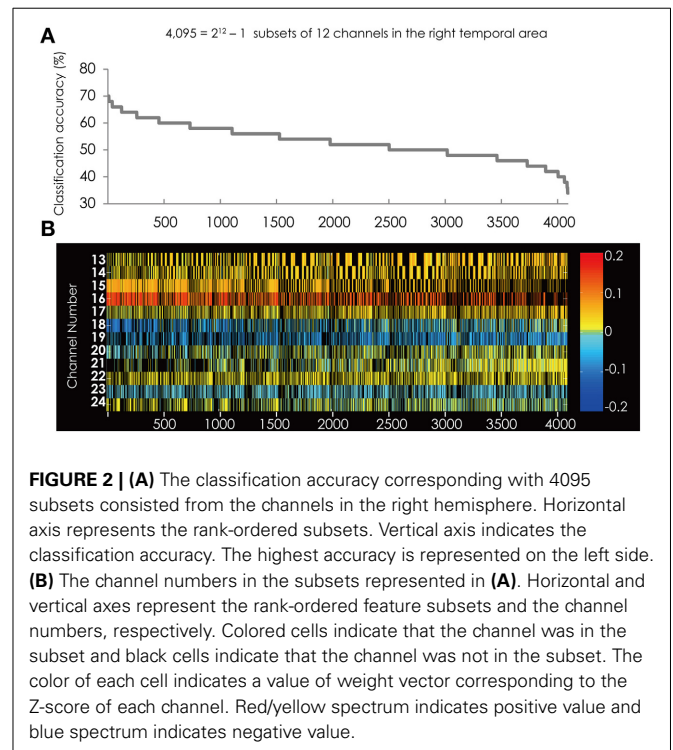 A
4,095 = 2¹² – 1 subsets of 12 channels in the right temporal area
Classification accuracy (%)
80
70
60
50
40
30
500 1000 1500 2000 2500 3000 3500 4000
B
Channel Number
13
14
15
16
17
18
19
20
21
22
23
24
500 1000 1500 2000 2500 3000 3500 4000
0.2
0.1
0
-0.1
-0.2
FIGURE 2 | (A) The classification accuracy corresponding with 4095
subsets consisted from the channels in the right hemisphere. Horizontal
axis represents the rank-ordered subsets. Vertical axis indicates the
classification accuracy. The highest accuracy is represented on the left side.
(B) The channel numbers in the subsets represented in (A). Horizontal and
vertical axes represent the rank-ordered feature subsets and the channel
numbers, respectively. Colored cells indicate that the channel was in the
subset and black cells indicate that the channel was not in the subset. The
color of each cell indicates a value of weight vector corresponding to the
Z-score of each channel. Red/yellow spectrum indicates positive value and
blue spectrum indicates negative value.